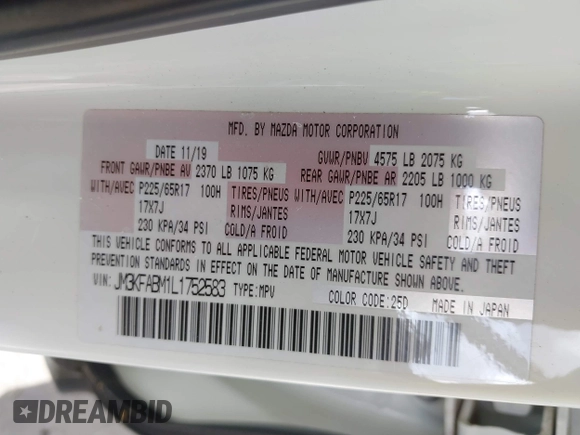 MFD. BY MAZDA MOTOR CORPORATION
DATE 11/19 GVWR/PNBV 4575 LB 2075 KG
FRONT GAWR/PNBE AV 2370 LB 1075 KG REAR GAWR/PNBE AR 2205 LB 1000 KG
WITH/AVEC P225/65R17 100H TIRES/PNEUS WITH/AVEC P225/65R17 100H TIRES/PNEUS
17X7J RIMS/JANTES 17X7J RIMS/JANTES
230 KPA/34 PSI COLD/A FROID 230 KPA/34 PSI COLD/A FROID
THIS VEHICLE CONFORMS TO ALL APPLICABLE FEDERAL MOTOR VEHICLE SAFETY AND THEFT
PREVENTION STANDARDS IN EFFECT ON THE DATE OF MANUFACTURE SHOWN ABOVE.
VIN: JM3KFABM1L1752583 TYPE:MPV COLOR CODE:25D MADE IN JAPAN
DREAMBID